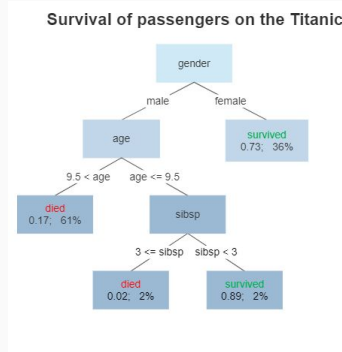 Survival of passengers on the Titanic
gender
male female
age
survived
0.73; 36%
9.5 < age age <= 9.5
died
0.17; 61%
sibsp
3 <= sibsp sibsp < 3
died
0.02; 2%
survived
0.89; 2%